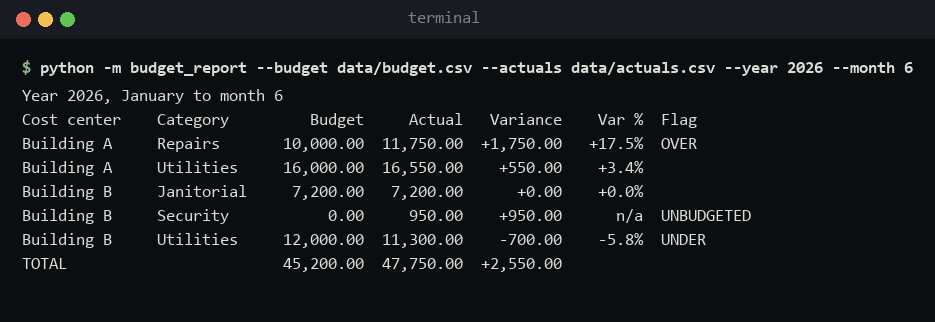 terminal
$ python -m budget_report --budget data/budget.csv --actuals data/actuals.csv --year 2026 --month 6
Year 2026, January to month 6
Cost center    Category         Budget     Actual   Variance    Var %  Flag
Building A     Repairs       10,000.00  11,750.00  +1,750.00   +17.5%  OVER
Building A     Utilities     16,000.00  16,550.00    +550.00    +3.4%
Building B     Janitorial     7,200.00   7,200.00      +0.00    +0.0%
Building B     Security           0.00     950.00    +950.00      n/a  UNBUDGETED
Building B     Utilities     12,000.00  11,300.00    -700.00    -5.8%  UNDER
TOTAL                        45,200.00  47,750.00  +2,550.00